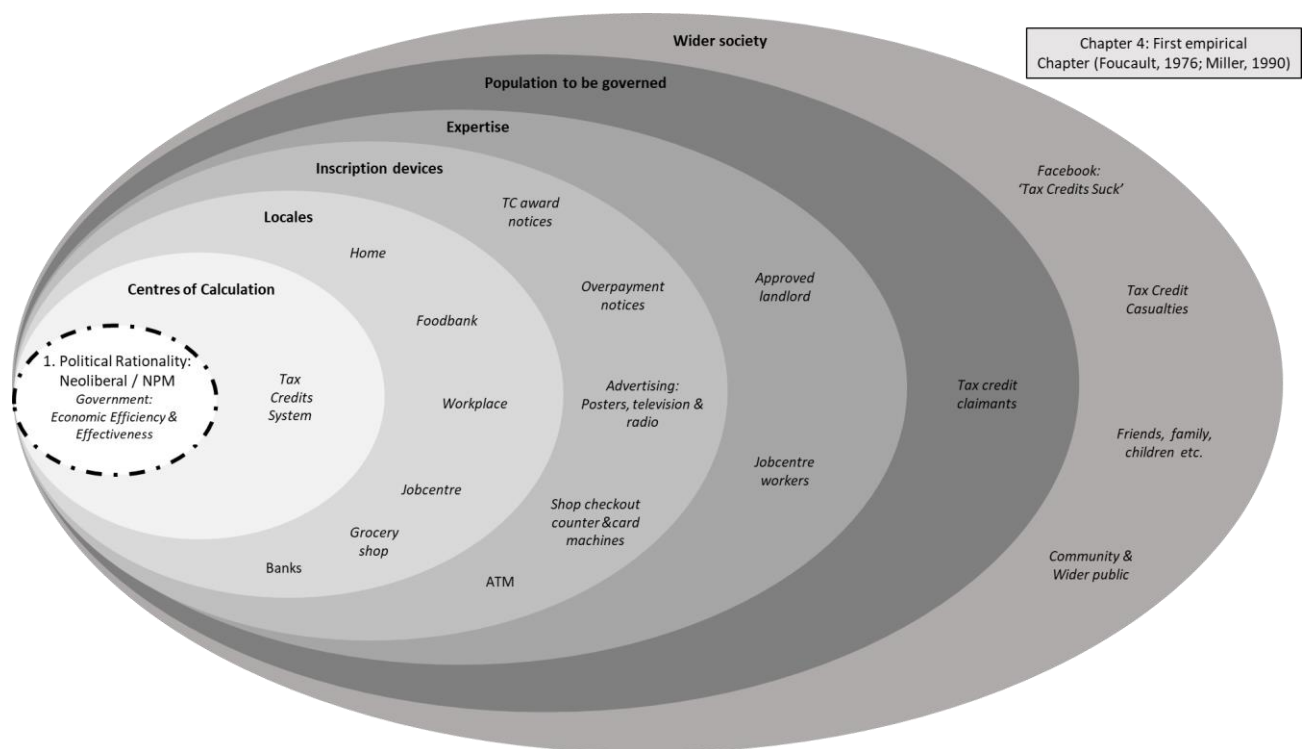 Wider society
Chapter 4: First empirical
Chapter (Foucault, 1976; Miller, 1990)
Population to be governed
Expertise
Inscription devices
Locales
Centres of Calculation
1. Political Rationality:
Neoliberal / NPM
Government:
Economic Efficiency &
Effectiveness
Tax
Credits
System
Home
Foodbank
Workplace
Jobcentre
Grocery
shop
Banks
TC award
notices
Overpayment
notices
Advertising:
Posters, television &
radio
Shop checkout
counter &card
machines
ATM
Approved
landlord
Jobcentre
workers
Tax credit
claimants
Facebook:
‘Tax Credits Suck’
Tax Credit
Casualties
Friends, family,
children etc.
Community &
Wider public